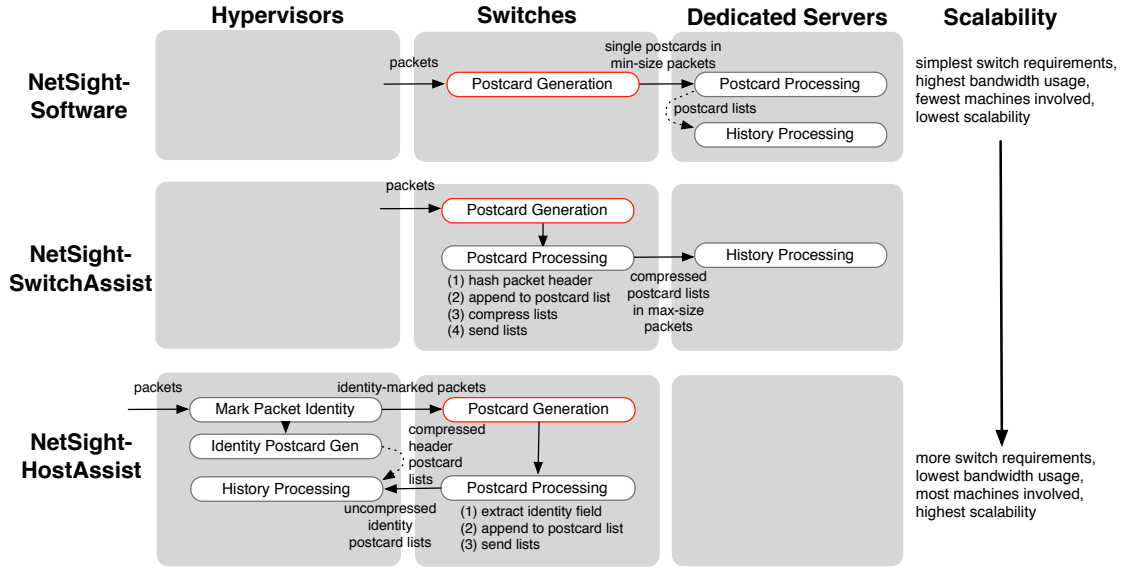 Hypervisors
Switches
Dedicated Servers
Scalability
NetSight-
Software
packets
Postcard Generation
single postcards in
min-size packets
Postcard Processing
postcard lists
History Processing
simplest switch requirements,
highest bandwidth usage,
fewest machines involved,
lowest scalability
NetSight-
SwitchAssist
packets
Postcard Generation
Postcard Processing
(1) hash packet header
(2) append to postcard list
(3) compress lists
(4) send lists
compressed
postcard lists
in max-size
packets
History Processing
NetSight-
HostAssist
packets
Mark Packet Identity
identity-marked packets
Postcard Generation
Identity Postcard Gen
compressed
header
postcard
lists
History Processing
uncompressed
identity
postcard lists
Postcard Processing
(1) extract identity field
(2) append to postcard list
(3) send lists
more switch requirements,
lowest bandwidth usage,
most machines involved,
highest scalability